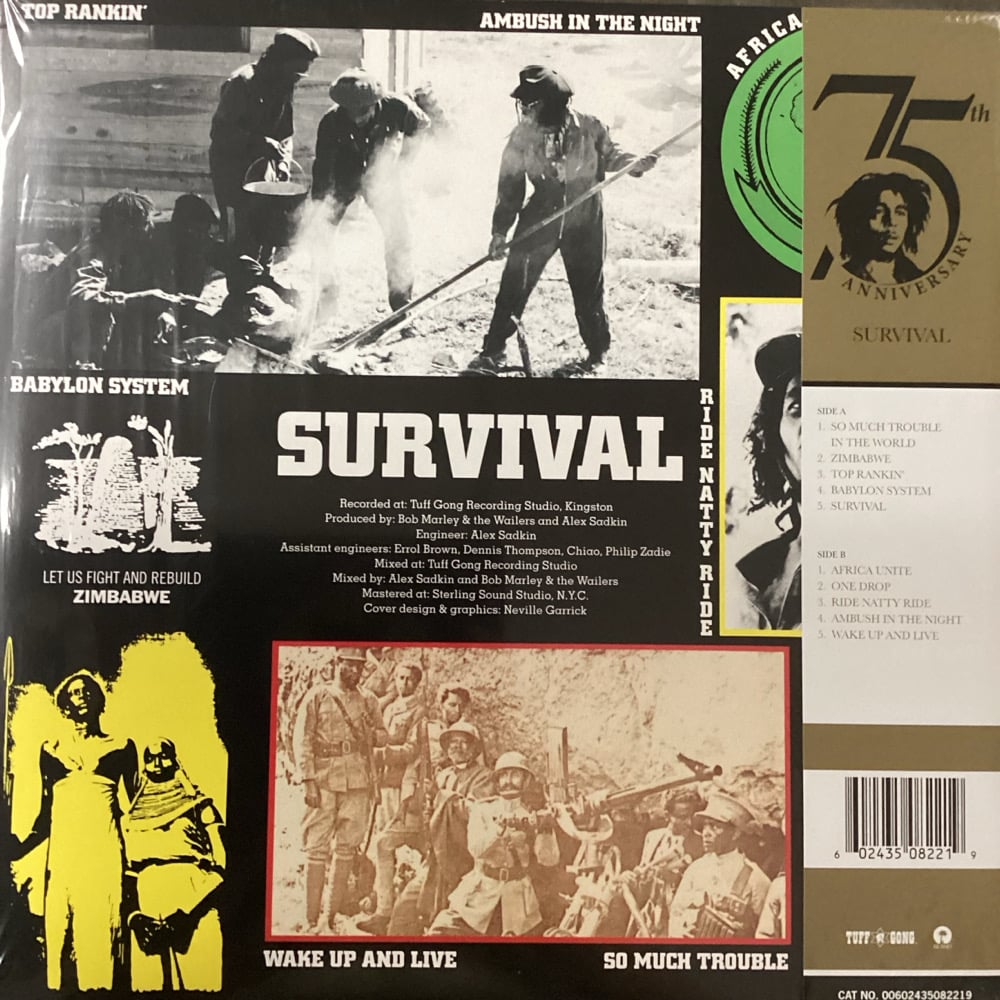 TOP RANKIN'
AMBUSH IN THE NIGHT
AFRICA
BABYLON SYSTEM
SURVIVAL
RIDE NATTY RIDE
Recorded at: Tuff Gong Recording Studio, Kingston
Produced by: Bob Marley & the Wailers and Alex Sadkin
Engineer: Alex Sadkin
Assistant engineers: Errol Brown, Dennis Thompson, Chiao, Philip Zadie
Mixed at: Tuff Gong Recording Studio
Mixed by: Alex Sadkin and Bob Marley & the Wailers
Mastered at: Sterling Sound Studio, N.Y.C.
Cover design & graphics: Neville Garrick
LET US FIGHT AND REBUILD
ZIMBABWE
WAKE UP AND LIVE
SO MUCH TROUBLE
75th
ANNIVERSARY
SURVIVAL
SIDE A
1. SO MUCH TROUBLE
IN THE WORLD
2. ZIMBABWE
3. TOP RANKIN'
4. BABYLON SYSTEM
5. SURVIVAL
SIDE B
1. AFRICA UNITE
2. ONE DROP
3. RIDE NATTY RIDE
4. AMBUSH IN THE NIGHT
5. WAKE UP AND LIVE
6 02435 08221 9
TUFF GONG
CAT NO. 00602435082219